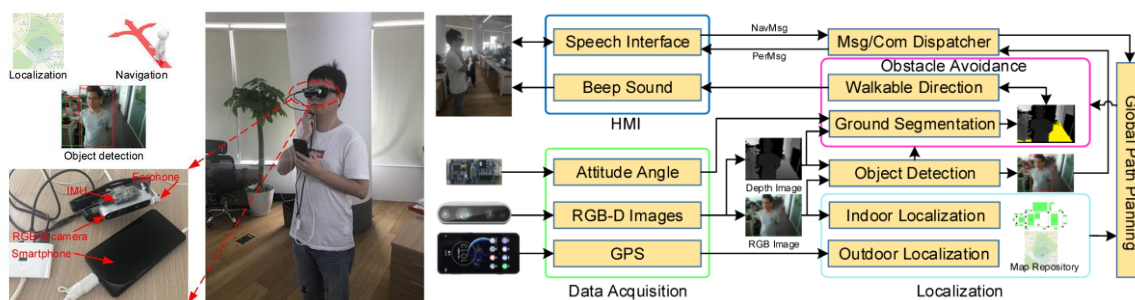 Localization
Navigation
Object detection
Earphone
IMU
RGB-D camera
Smartphone
Speech Interface
NavMsg
PerMsg
Msg/Com Dispatcher
Beep Sound
HMI
Obstacle Avoidance
Walkable Direction
Ground Segmentation
Attitude Angle
Depth Image
Object Detection
RGB-D Images
RGB Image
Indoor Localization
GPS
Outdoor Localization
Map Repository
Data Acquisition
Localization
Global Path Planning